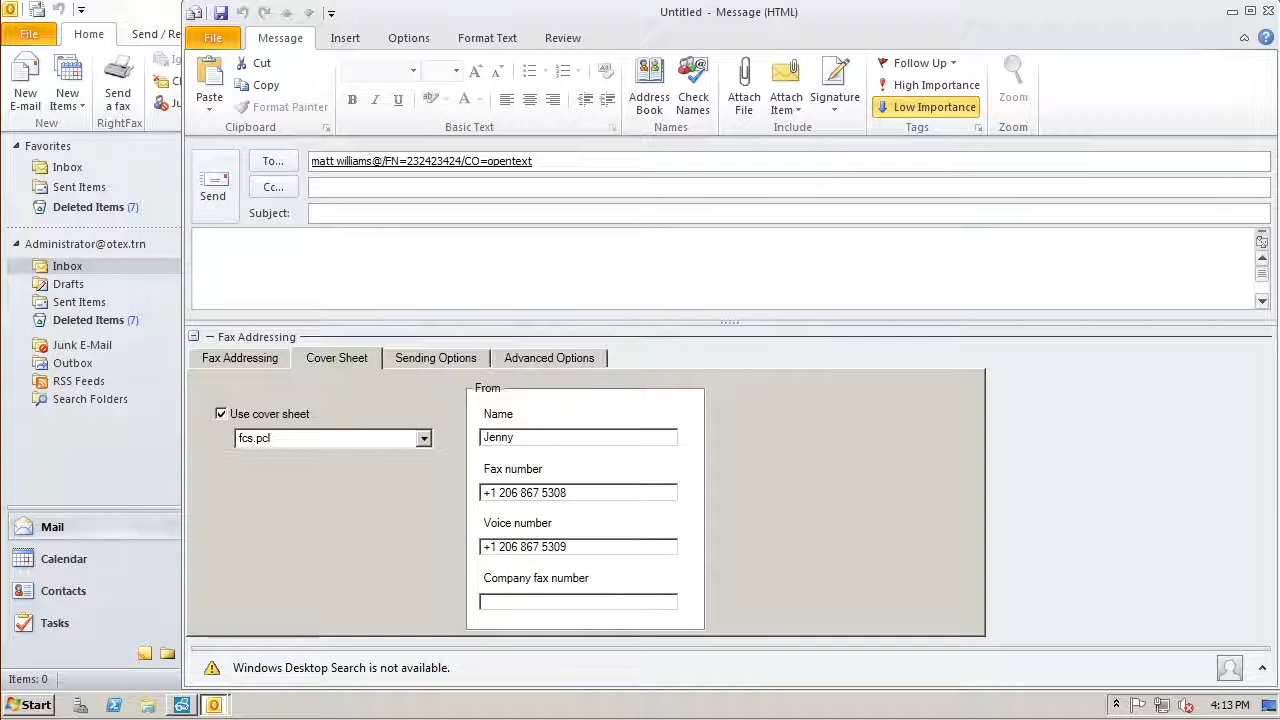 Untitled - Message (HTML)
File Home Send / Re
File Message Insert Options Format Text Review
New E-mail
New Items
Send a fax
New RightFax
Paste
Cut
Copy
Format Painter
Clipboard
B I U
Basic Text
Address Book
Check Names
Names
Attach File
Attach Item
Signature
Include
Follow Up
High Importance
Low Importance
Tags
Zoom
Zoom
Favorites
Inbox
Sent Items
Deleted Items (7)
Administrator@otex.trn
Inbox
Drafts
Sent Items
Deleted Items (7)
Junk E-Mail
Outbox
RSS Feeds
Search Folders
Mail
Calendar
Contacts
Tasks
Items: 0
Send
To... matt williams@/FN=232423424/CO=opentext
Cc...
Subject:
Fax Addressing
Fax Addressing Cover Sheet Sending Options Advanced Options
Use cover sheet
fcs.pcl
From
Name
Jenny
Fax number
+1 206 867 5308
Voice number
+1 206 867 5309
Company fax number
Windows Desktop Search is not available.
Start
4:13 PM